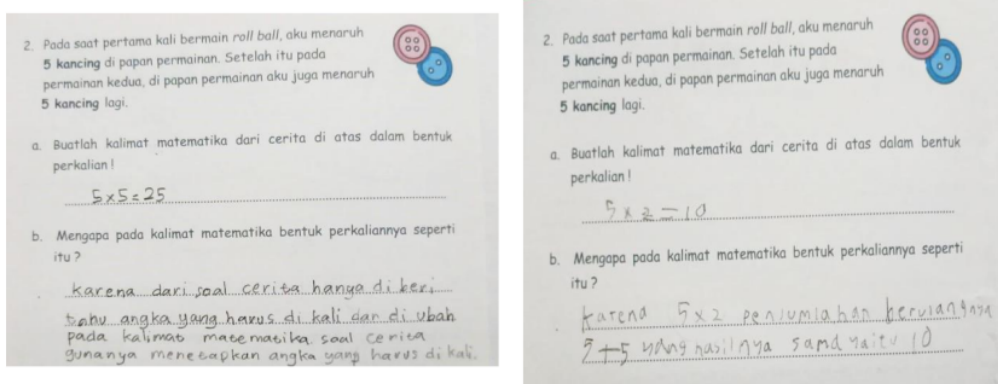 2. Pada saat pertama kali bermain roll ball, aku menaruh
5 kancing di papan permainan. Setelah itu pada
permainan kedua, di papan permainan aku juga menaruh
5 kancing lagi.
a. Buatlah kalimat matematika dari cerita di atas dalam bentuk
perkalian !
5x5=25
b. Mengapa pada kalimat matematika bentuk perkaliannya seperti
itu ?
karena dari soal cerita hanya di beri
tahu angka yang harus di kali dan di ubah
pada kalimat matematika. soal cerita
gunanya menetapkan angka yang harus di kali.
2. Pada saat pertama kali bermain roll ball, aku menaruh
5 kancing di papan permainan. Setelah itu pada
permainan kedua, di papan permainan aku juga menaruh
5 kancing lagi.
a. Buatlah kalimat matematika dari cerita di atas dalam bentuk
perkalian !
5 x 2 = 10
b. Mengapa pada kalimat matematika bentuk perkaliannya seperti
itu ?
karena 5x2 penjumlahan berulangnya
5+5 yang hasilnya sama yaitu 10